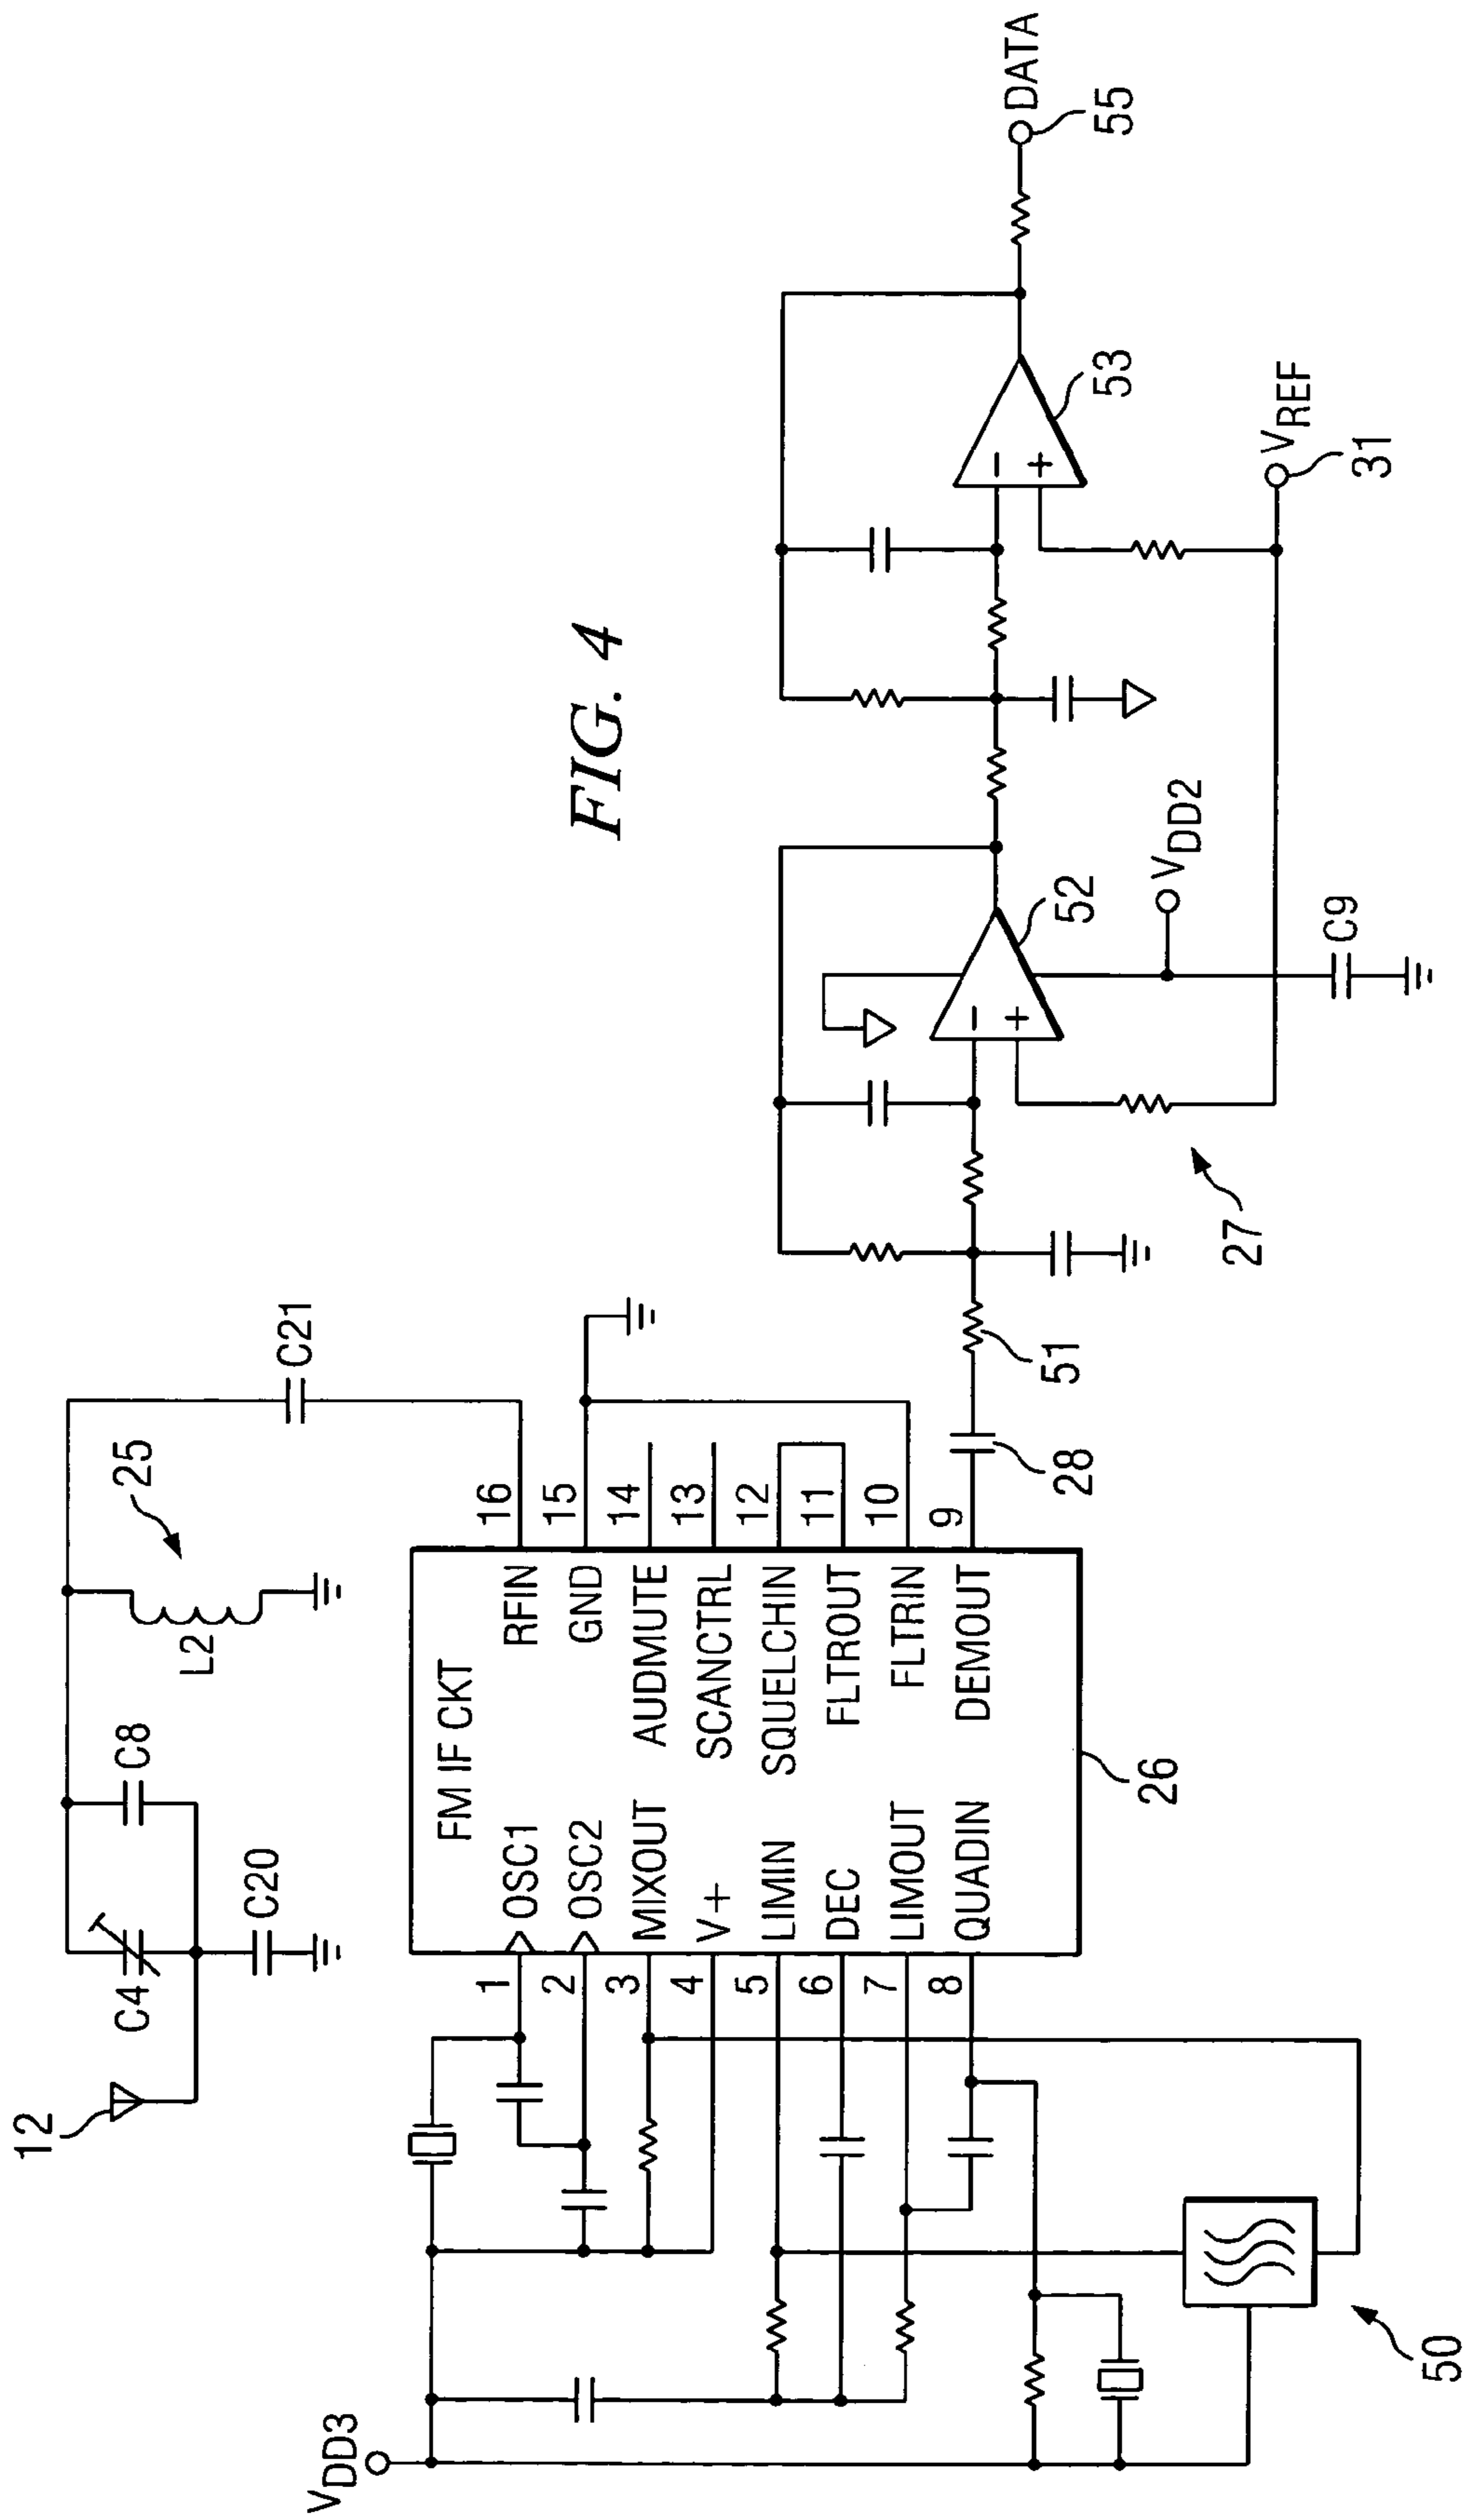 FIG. 4
12
C4
C8
C20
L2
25
C21
VDD3
FM IF CKT
1
OSC1
RFIN
16
2
OSC2
GND
15
3
MIXOUT
AUDMUTE
14
4
V+
SCANCTRL
13
5
LIMIN
SQUELCHIN
12
6
DEC
FLTROUT
11
7
LIMOUT
FLTRIN
10
8
QUADIN
DEMOUT
9
26
50
28
51
27
−
+
52
VDD2
C9
−
+
53
VREF
31
DATA
55